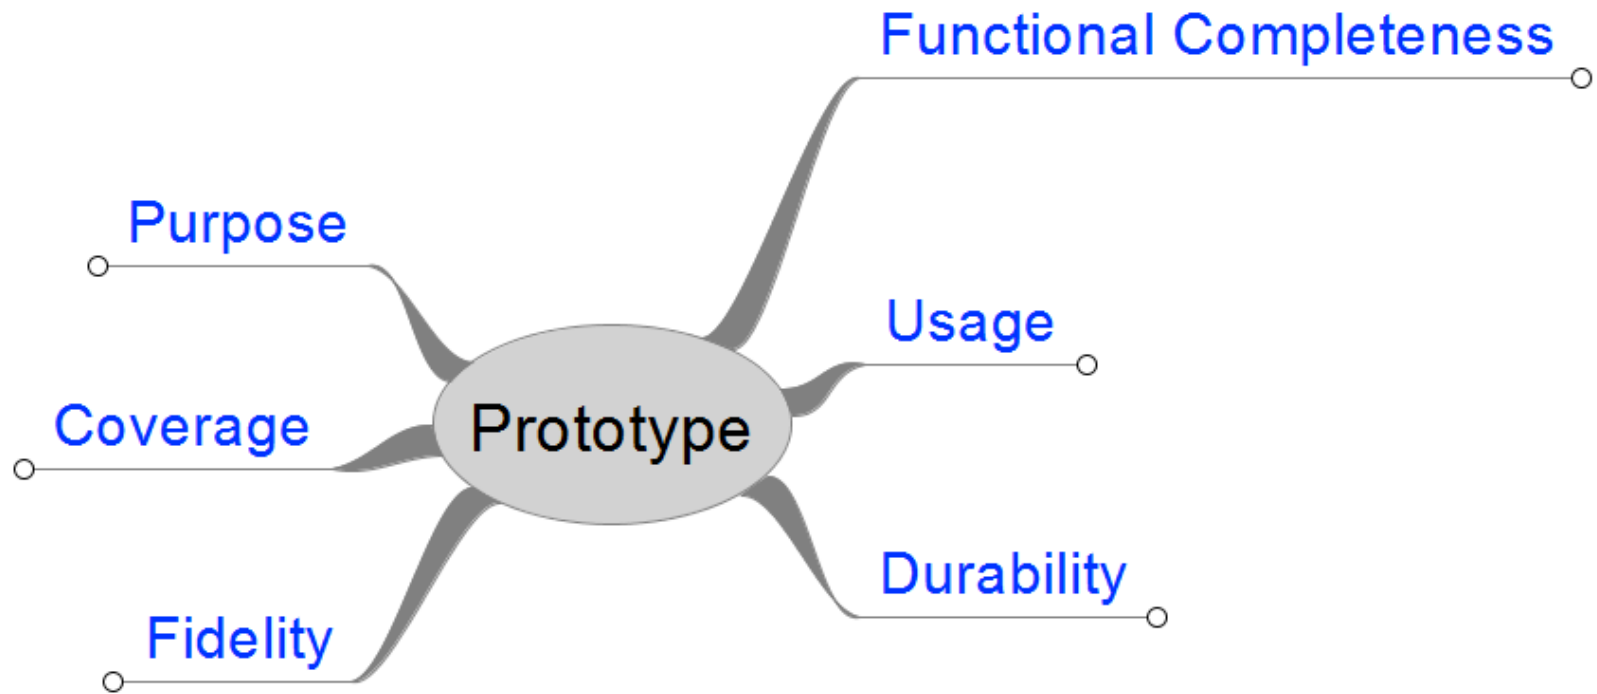 Functional Completeness
Purpose
Usage
Coverage
Prototype
Durability
Fidelity